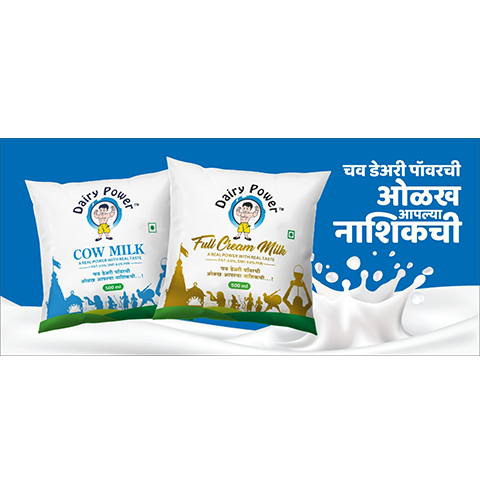 Dairy Power
TM
COW MILK
A REAL POWER WITH REAL TASTE
चव डेअरी पॉवरची
ओळख आपल्या नाशिकची...!
500 ml
Dairy Power
TM
Full Cream Milk
A REAL POWER WITH REAL TASTE
चव डेअरी पॉवरची
ओळख आपल्या नाशिकची...!
500 ml
चव डेअरी पॉवरची
ओळख
आपल्या
नाशिकची